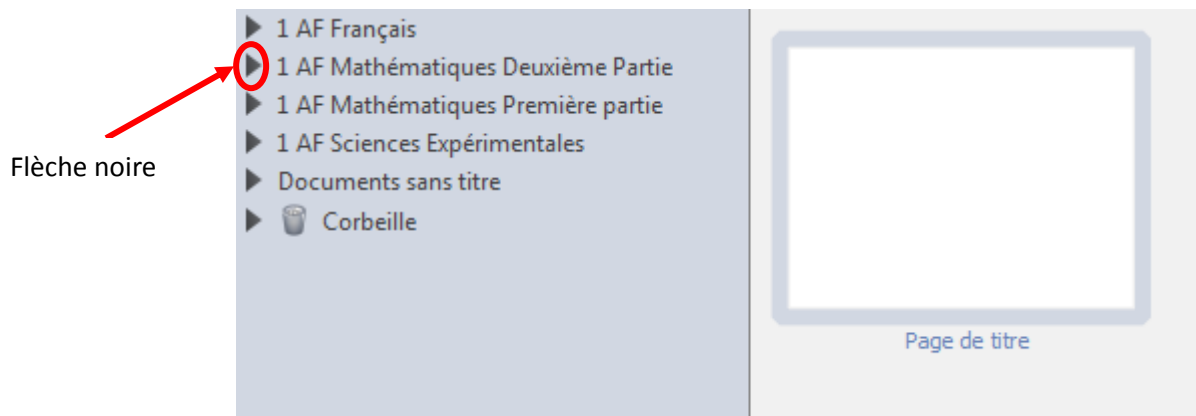 1 AF Français
1 AF Mathématiques Deuxième Partie
1 AF Mathématiques Première partie
1 AF Sciences Expérimentales
Flèche noire
Documents sans titre
Corbeille
Page de titre